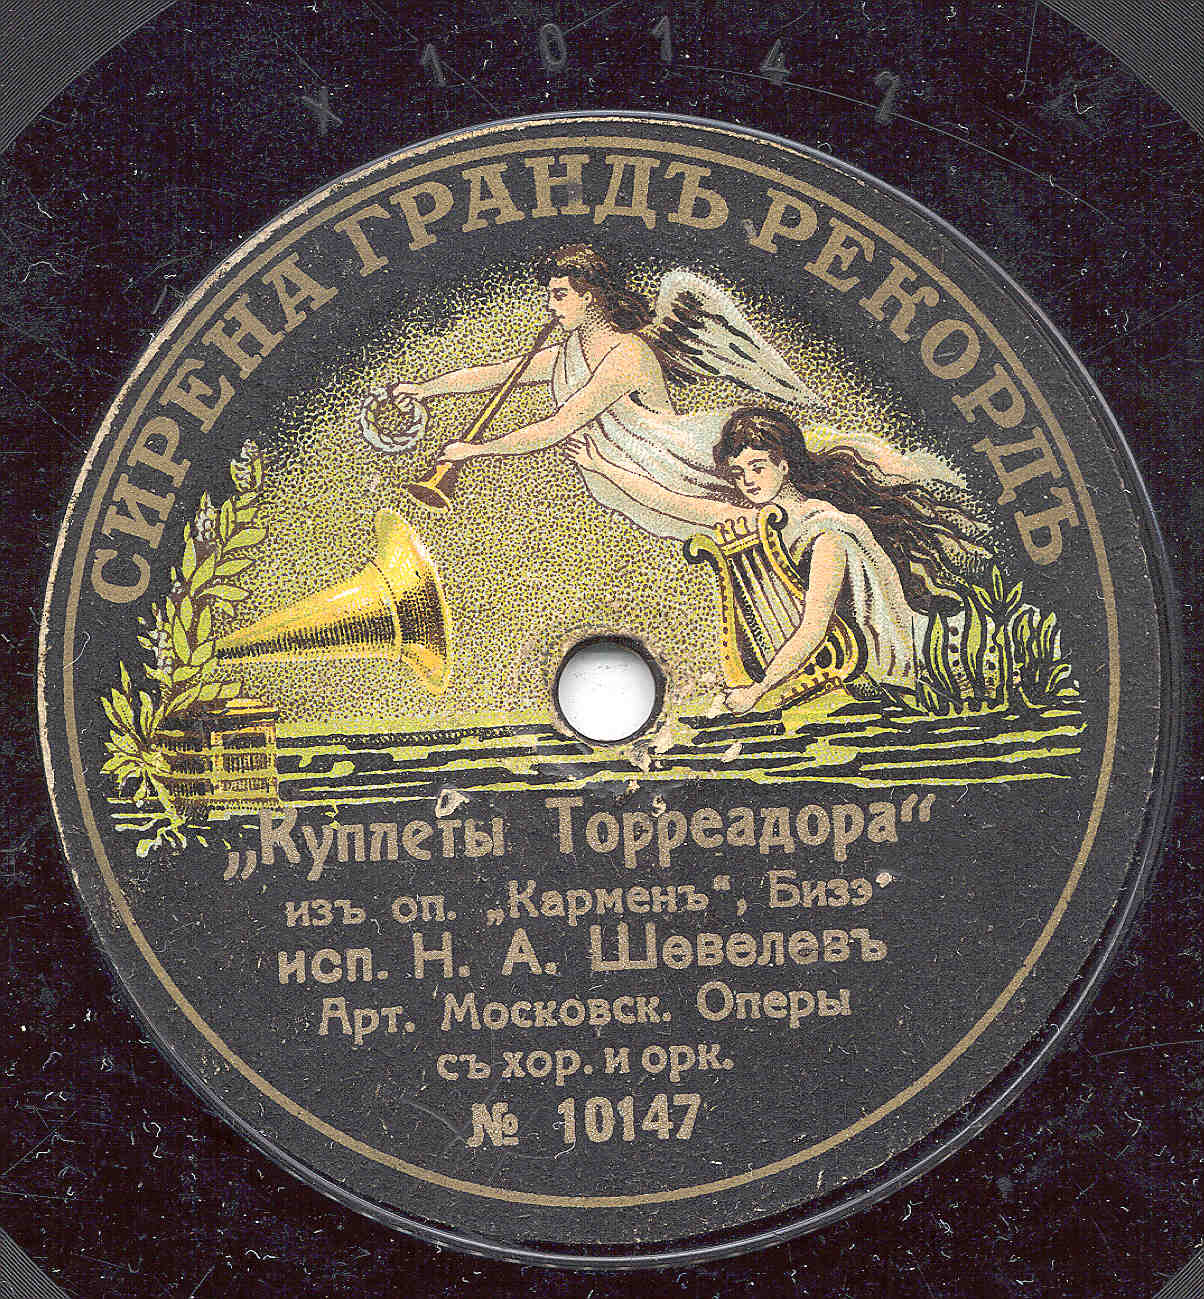 X 10147
СИРЕНА ГРАНДЪ РЕКОРДЪ
„Куплеты Торреадора“
изъ оп. „Карменъ“, Бизэ
исп. Н. А. Шевелевъ
Арт. Московск. Оперы
съ хор. и орк.
№ 10147